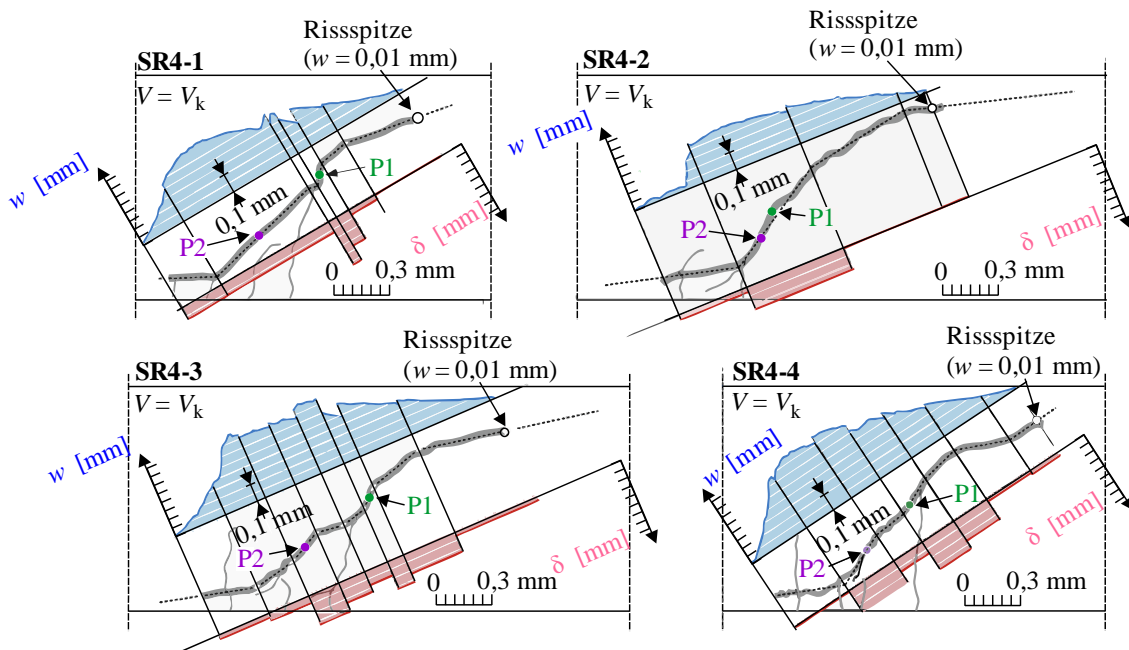 Rissspitze
(w = 0,01 mm)
SR4-1
V = Vk
w [mm]
0,1 mm
P1
P2
δ [mm]
0 0,3 mm
Rissspitze
(w = 0,01 mm)
SR4-2
V = Vk
w [mm]
0,1 mm
P1
P2
δ [mm]
0 0,3 mm
Rissspitze
(w = 0,01 mm)
SR4-3
V = Vk
w [mm]
0,1 mm
P1
P2
δ [mm]
0 0,3 mm
Rissspitze
(w = 0,01 mm)
SR4-4
V = Vk
w [mm]
0,1 mm
P1
P2
δ [mm]
0 0,3 mm